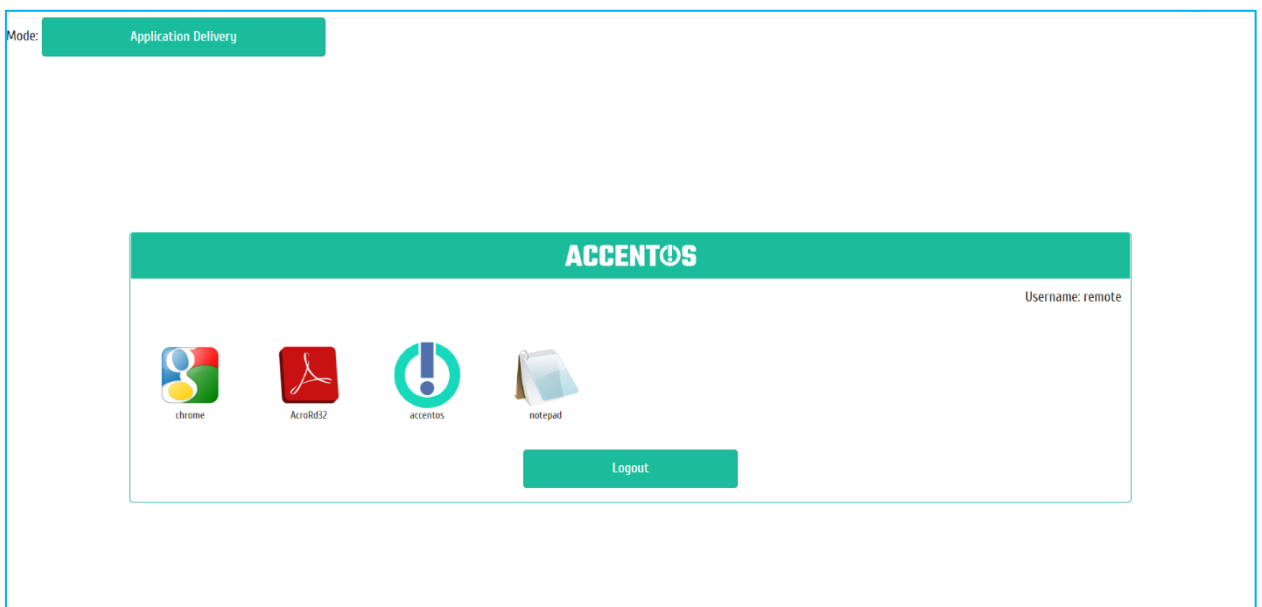 Mode: Application Delivery
ACCENTOS
Username: remote
chrome AcroRd32 accentos notepad
Logout